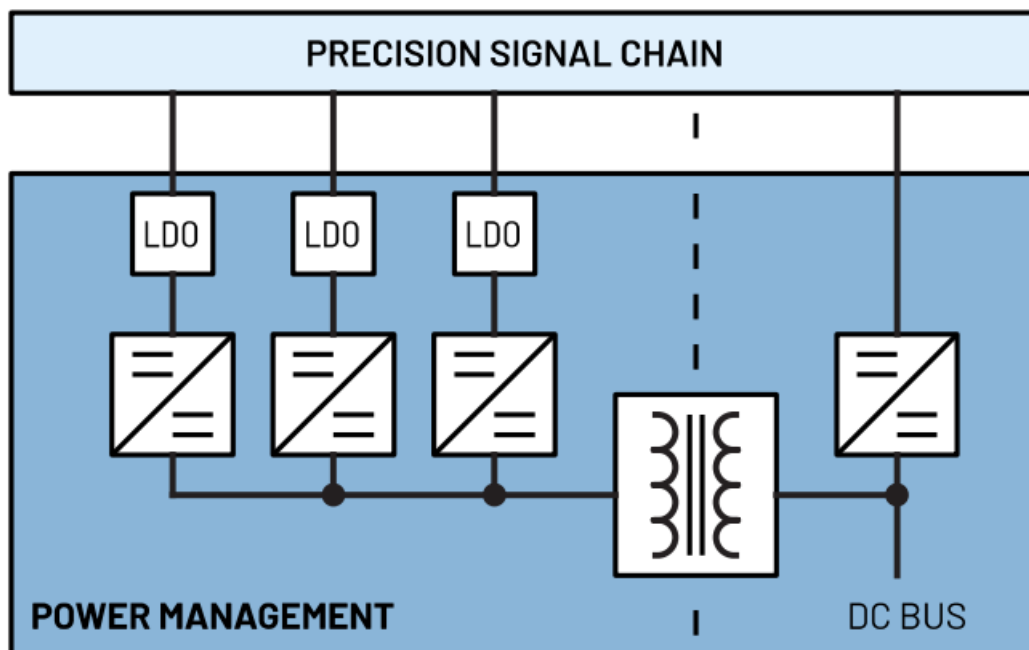 PRECISION SIGNAL CHAIN
LDO
LDO
LDO
POWER MANAGEMENT
DC BUS